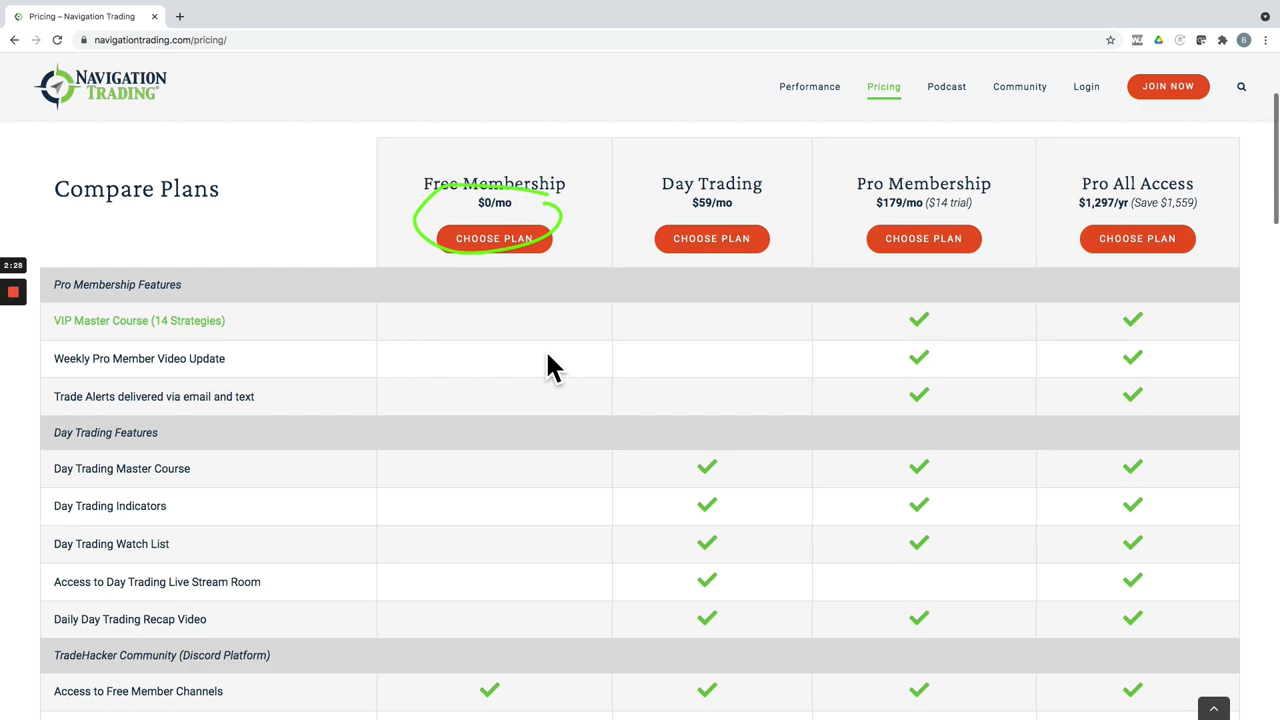 Pricing – Navigation Trading
navigationtrading.com/pricing/
B
NAVIGATION
TRADING®
Performance
Pricing
Podcast
Community
Login
JOIN NOW
Compare Plans
Free Membership
$0/mo
CHOOSE PLAN
Day Trading
$59/mo
CHOOSE PLAN
Pro Membership
$179/mo ($14 trial)
CHOOSE PLAN
Pro All Access
$1,297/yr (Save $1,559)
CHOOSE PLAN
2:28
Pro Membership Features
VIP Master Course (14 Strategies)
Weekly Pro Member Video Update
Trade Alerts delivered via email and text
Day Trading Features
Day Trading Master Course
Day Trading Indicators
Day Trading Watch List
Access to Day Trading Live Stream Room
Daily Day Trading Recap Video
TradeHacker Community (Discord Platform)
Access to Free Member Channels